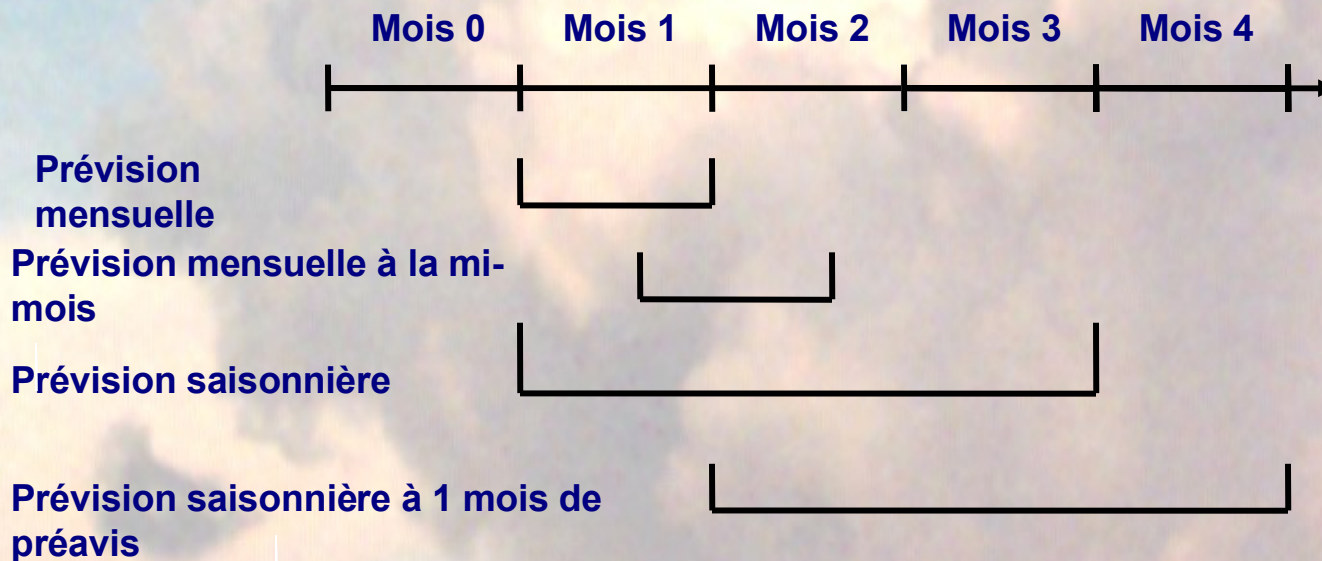 Mois 0 Mois 1 Mois 2 Mois 3 Mois 4
Prévision
mensuelle
Prévision mensuelle à la mi-
mois
Prévision saisonnière
Prévision saisonnière à 1 mois de
préavis